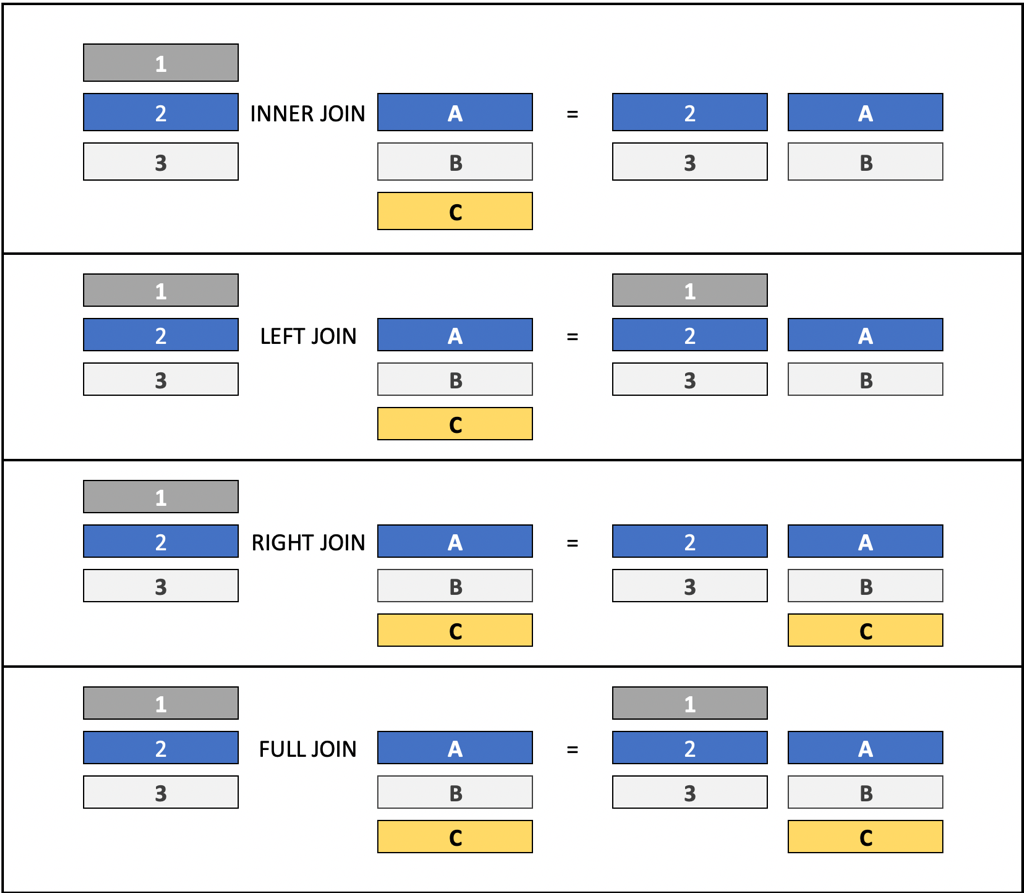 1
2 INNER JOIN A = 2 A
3 B 3 B
C
1 1
2 LEFT JOIN A = 2 A
3 B 3 B
C
1
2 RIGHT JOIN A = 2 A
3 B 3 B
C C
1 1
2 FULL JOIN A = 2 A
3 B 3 B
C C